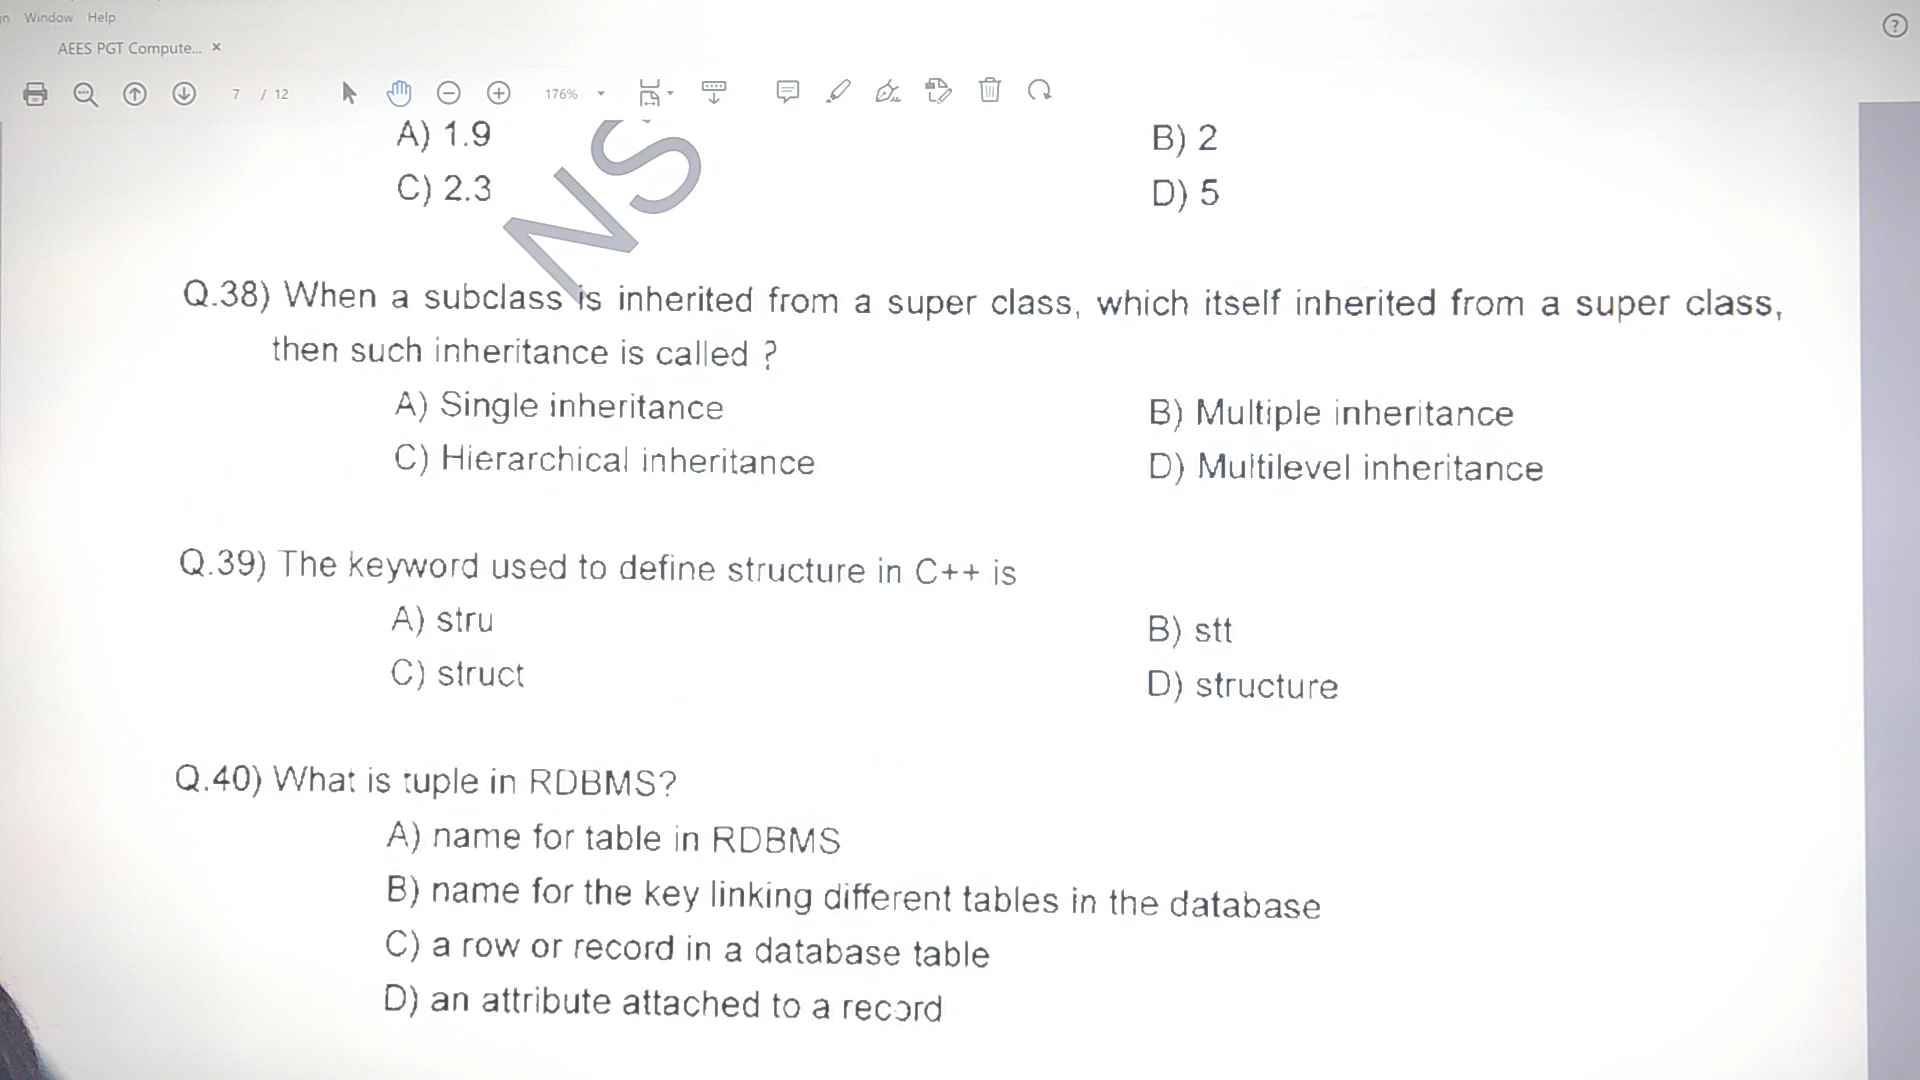 Window Help
AEES PGT Compute... ×
7 / 12 176%
A) 1.9 B) 2
C) 2.3 D) 5
NS
Q.38) When a subclass is inherited from a super class, which itself inherited from a super class,
then such inheritance is called ?
A) Single inheritance B) Multiple inheritance
C) Hierarchical inheritance D) Multilevel inheritance
Q.39) The keyword used to define structure in C++ is
A) stru B) stt
C) struct D) structure
Q.40) What is tuple in RDBMS?
A) name for table in RDBMS
B) name for the key linking different tables in the database
C) a row or record in a database table
D) an attribute attached to a record